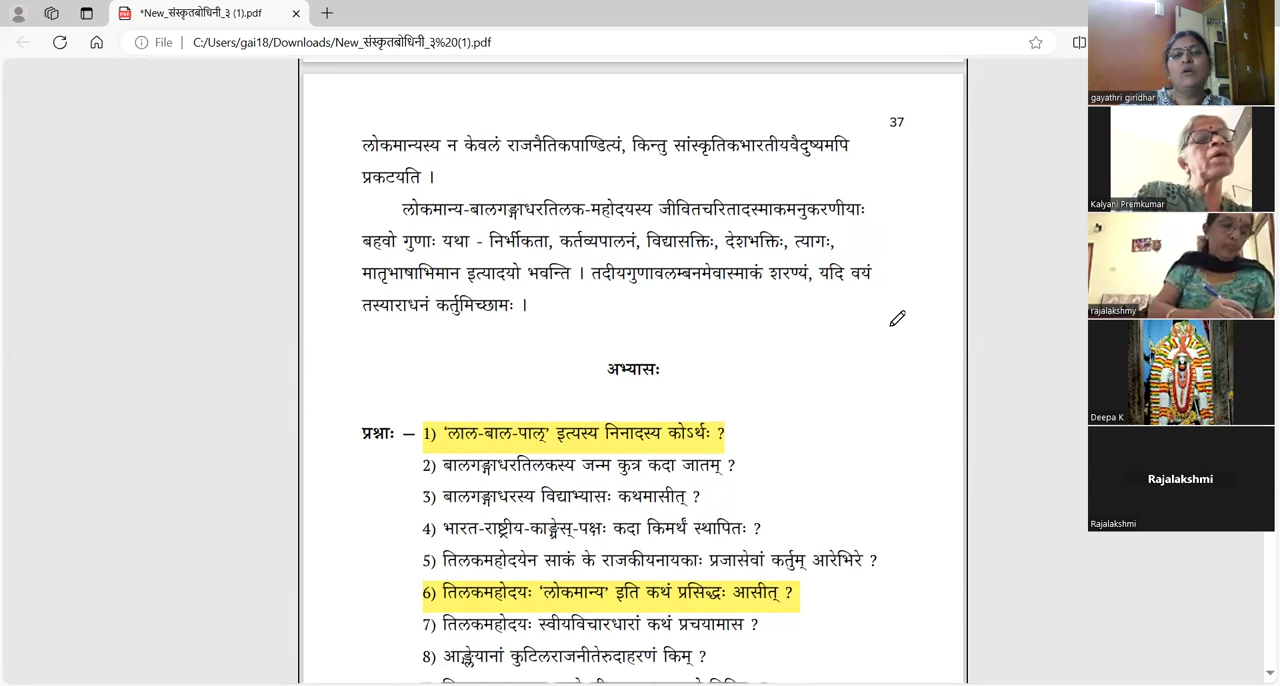 *New_संस्कृतबोधिनी_३ (1).pdf
File
C:/Users/gai18/Downloads/New_संस्कृतबोधिनी_३%20(1).pdf
37
लोकमान्यस्य न केवलं राजनैतिकपाण्डित्यं, किन्तु सांस्कृतिकभारतीयवैदुष्यमपि
प्रकटयति ।
लोकमान्य-बालगङ्गाधरतिलक-महोदयस्य जीवितचरितादस्माकमनुकरणीयाः
बहवो गुणाः यथा - निर्भीकता, कर्तव्यपालनं, विद्यासक्तिः, देशभक्तिः, त्यागः,
मातृभाषाभिमान इत्यादयो भवन्ति । तदीयगुणावलम्बनमेवास्माकं शरण्यं, यदि वयं
तस्याराधनं कर्तुमिच्छामः ।
अभ्यासः
प्रश्नाः – 1) ‘लाल-बाल-पाल्’ इत्यस्य निनादस्य कोऽर्थः ?
2) बालगङ्गाधरतिलकस्य जन्म कुत्र कदा जातम् ?
3) बालगङ्गाधरस्य विद्याभ्यासः कथमासीत् ?
4) भारत-राष्ट्रीय-काङ्ग्रेस्-पक्षः कदा किमर्थं स्थापितः ?
5) तिलकमहोदयेन साकं के राजकीयनायकाः प्रजासेवां कर्तुम् आरेभिरे ?
6) तिलकमहोदयः ‘लोकमान्य’ इति कथं प्रसिद्धः आसीत् ?
7) तिलकमहोदयः स्वीयविचारधारां कथं प्रचयामास ?
8) आङ्ग्लेयानां कुटिलराजनीतेरुदाहरणं किम् ?
gayathri giridhar
Kalyani Premkumar
rajalakshmy
Deepa K
Rajalakshmi
Rajalakshmi